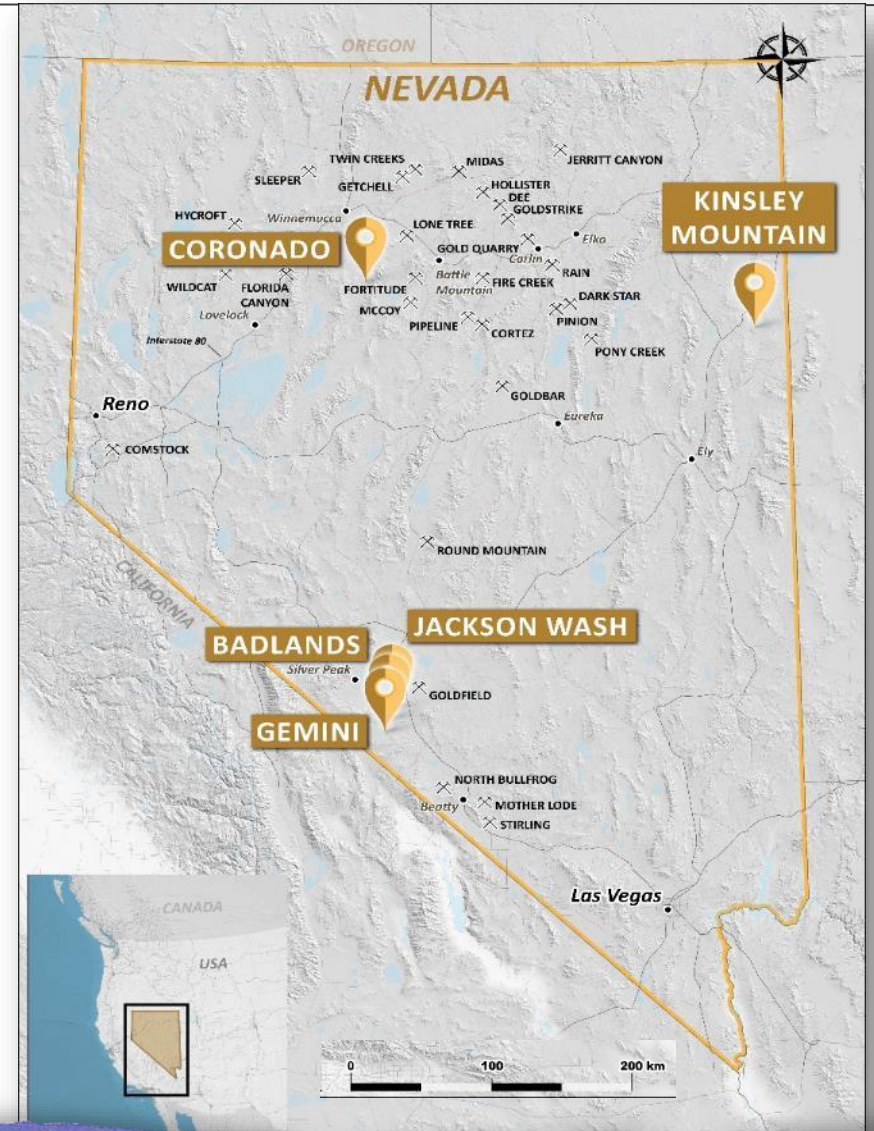 OREGON
NEVADA
TWIN CREEKS
MIDAS
JERRITT CANYON
SLEEPER
GETCHELL
HOLLISTER
DEE
GOLDSTRIKE
KINSLEY
MOUNTAIN
HYCROFT
Winnemucca
LONE TREE
CORONADO
GOLD QUARRY
Elko
Carlin
RAIN
WILDCAT
FLORIDA
CANYON
FORTITUDE
Battle
Mountain
FIRE CREEK
MCCOY
DARK STAR
PINION
Lovelock
PIPELINE
CORTEZ
Interstate 80
PONY CREEK
GOLDBAR
Reno
Eureka
COMSTOCK
Ely
ROUND MOUNTAIN
CALIFORNIA
JACKSON WASH
BADLANDS
Silver Peak
GOLDFIELD
GEMINI
NORTH BULLFROG
Beatty
MOTHER LODE
STIRLING
Las Vegas
CANADA
USA
0 100 200 km